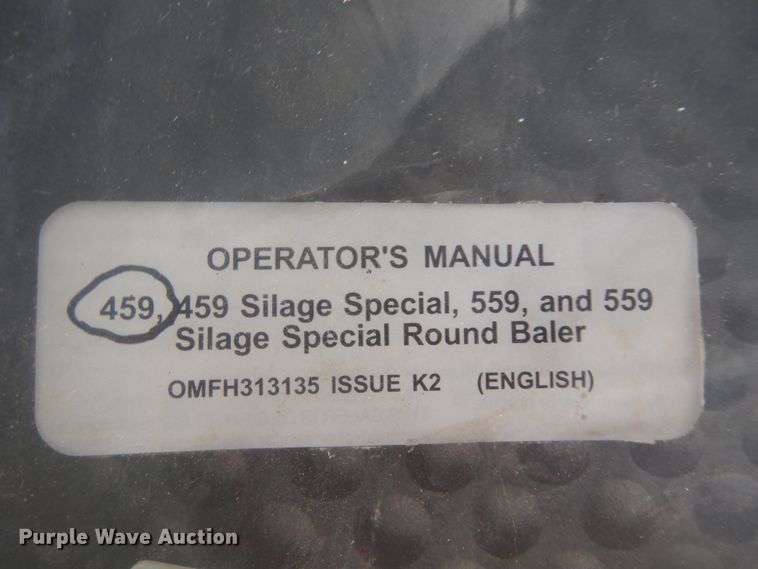 OPERATOR'S MANUAL
459, 459 Silage Special, 559, and 559
Silage Special Round Baler
OMFH313135 ISSUE K2 (ENGLISH)
Purple Wave Auction